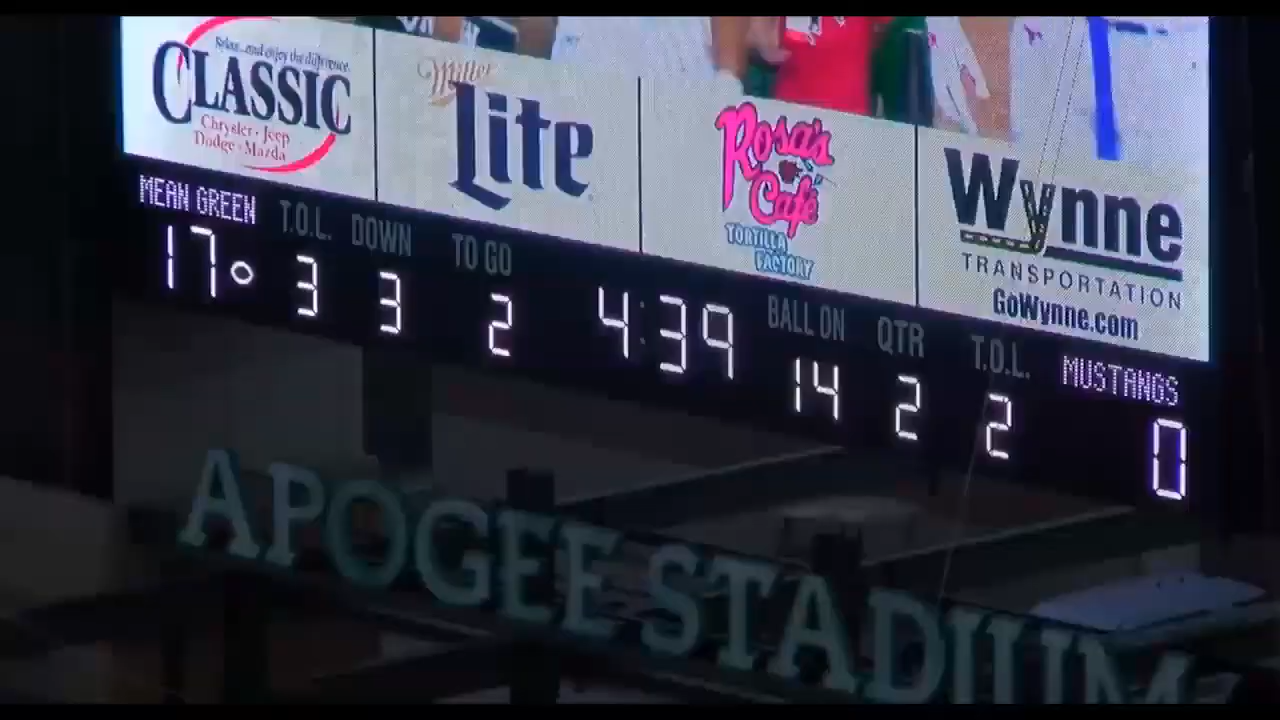 Relax...and enjoy the difference.
CLASSIC
Chrysler · Jeep
Dodge · Mazda
Miller
Lite
Rosa's
Café
TORTILLA
FACTORY
Wynne
TRANSPORTATION
GoWynne.com
MEAN GREEN T.O.L. DOWN TO GO BALL ON QTR T.O.L. MUSTANGS
17 3 3 2 4:39 14 2 2 0
APOGEE STADIUM